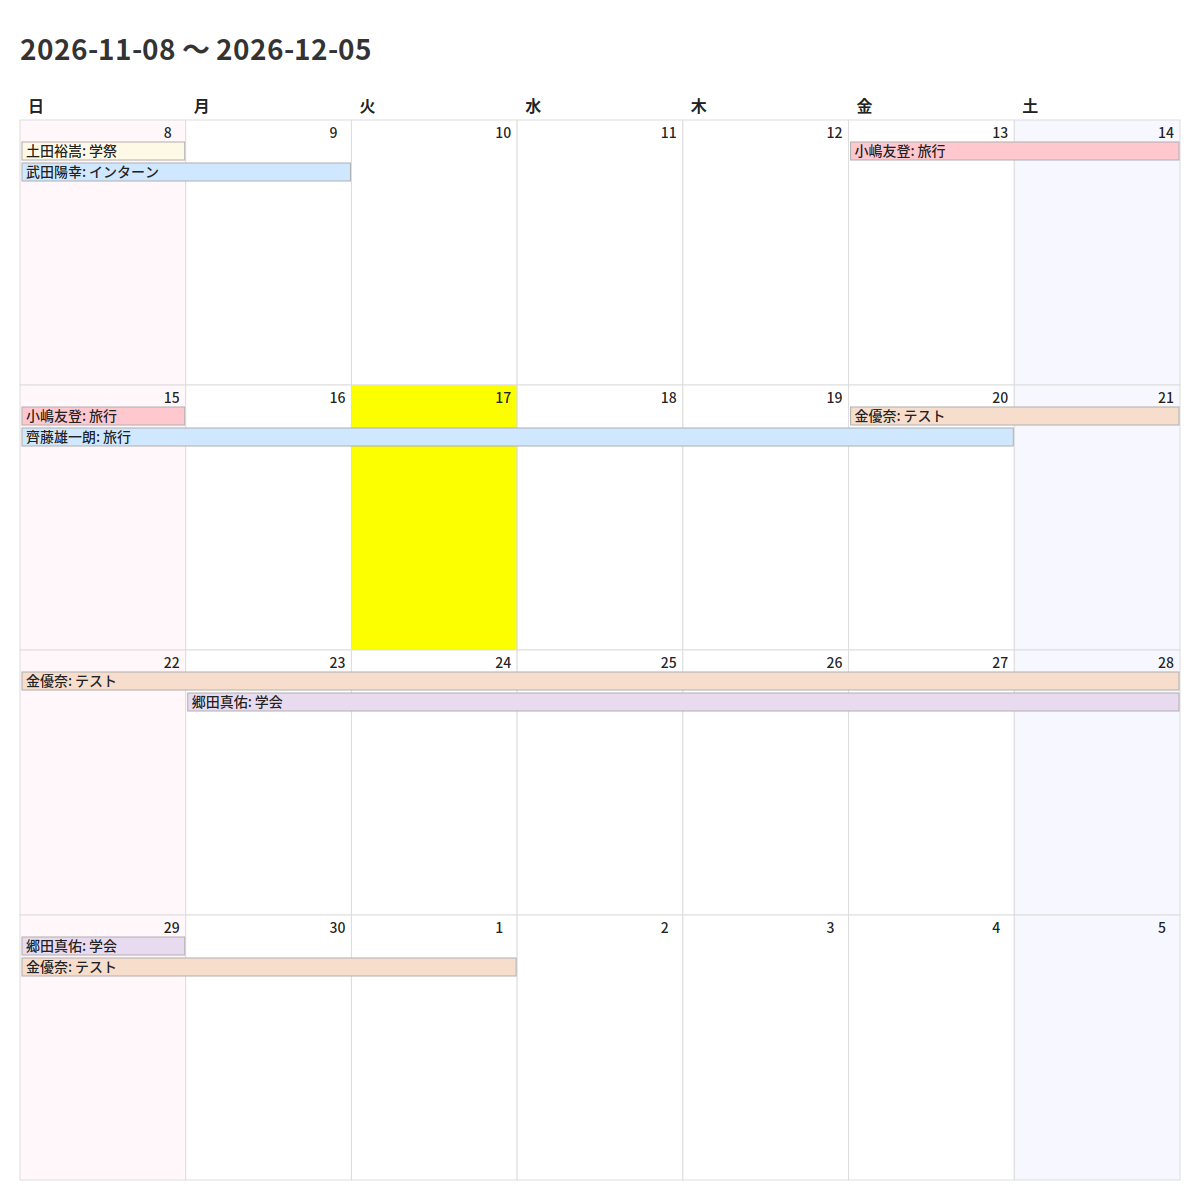 2026-11-08 〜 2026-12-05
日 月 火 水 木 金 土
8 9 10 11 12 13 14
土田裕嵩: 学祭
小嶋友登: 旅行
武田陽幸: インターン
15 16 17 18 19 20 21
小嶋友登: 旅行
金優奈: テスト
齊藤雄一朗: 旅行
22 23 24 25 26 27 28
金優奈: テスト
郷田真佑: 学会
29 30 1 2 3 4 5
郷田真佑: 学会
金優奈: テスト